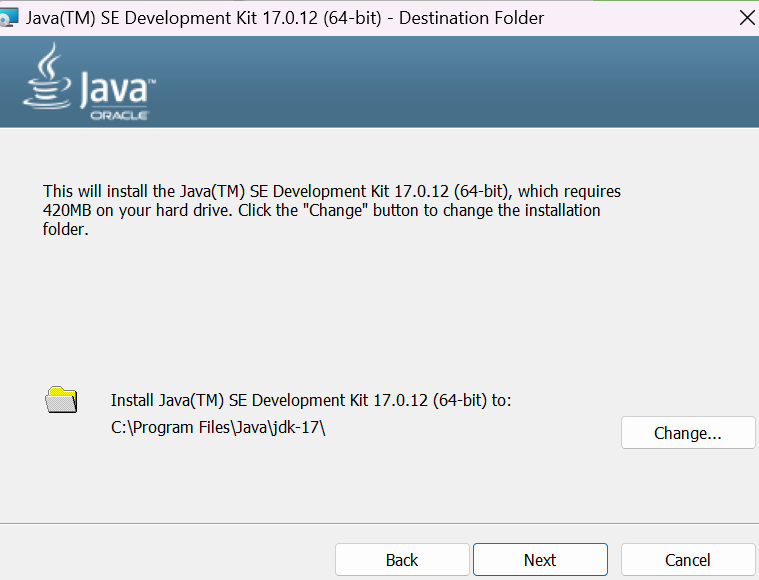 Java(TM) SE Development Kit 17.0.12 (64-bit) - Destination Folder
Java™
ORACLE
This will install the Java(TM) SE Development Kit 17.0.12 (64-bit), which requires
420MB on your hard drive. Click the "Change" button to change the installation
folder.
Install Java(TM) SE Development Kit 17.0.12 (64-bit) to:
C:\Program Files\Java\jdk-17\
Change...
Back
Next
Cancel